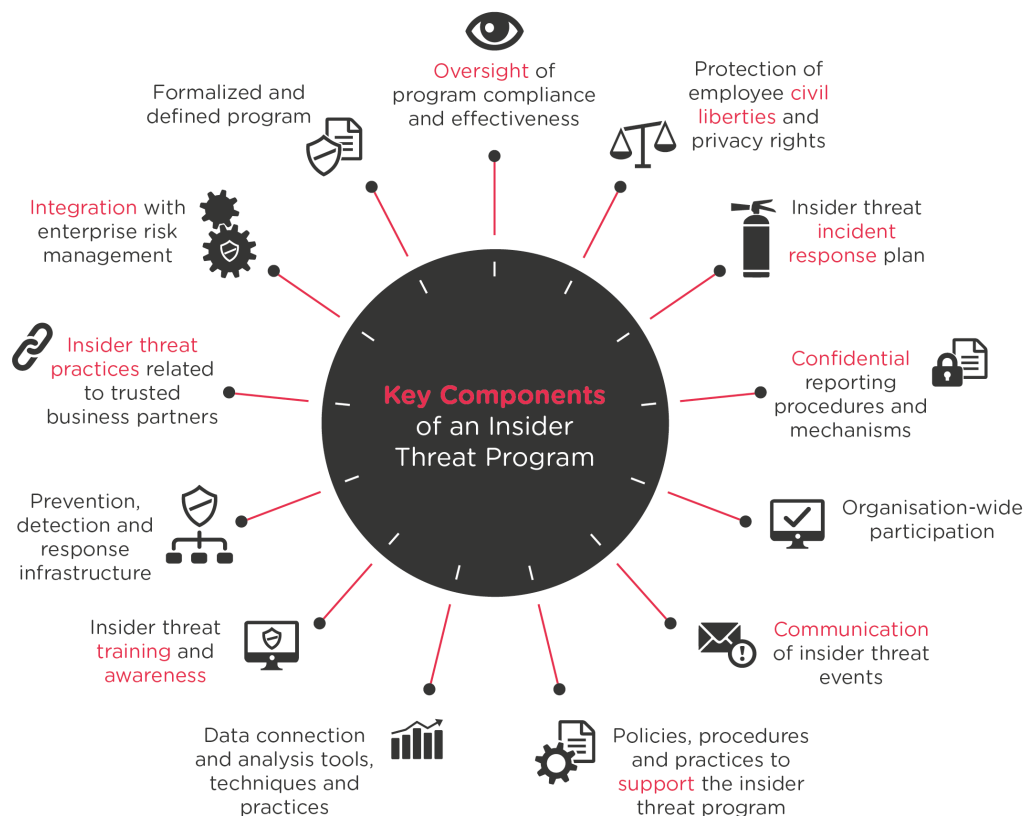 Key Components
of an Insider
Threat Program
Oversight of
program compliance
and effectiveness
Protection of
employee civil
liberties and
privacy rights
Insider threat
incident
response plan
Confidential
reporting
procedures and
mechanisms
Organisation-wide
participation
Communication
of insider threat
events
Policies, procedures
and practices to
support the insider
threat program
Data connection
and analysis tools,
techniques and
practices
Insider threat
training and
awareness
Prevention,
detection and
response
infrastructure
Insider threat
practices related
to trusted
business partners
Integration with
enterprise risk
management
Formalized and
defined program